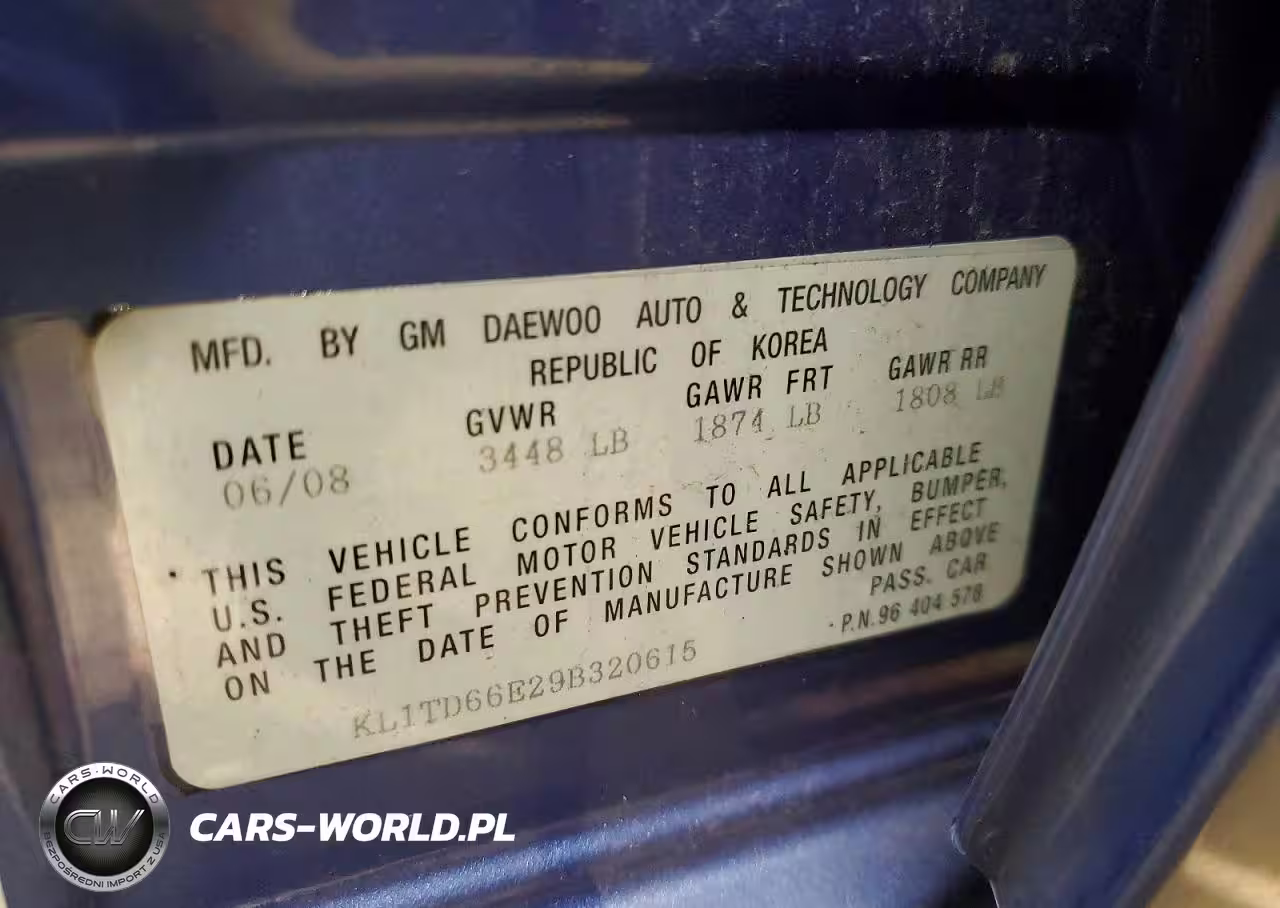 MFD. BY GM DAEWOO AUTO & TECHNOLOGY COMPANY
REPUBLIC OF KOREA
DATE GVWR GAWR FRT GAWR RR
06/08 3448 LB 1874 LB 1808 LB
THIS VEHICLE CONFORMS TO ALL APPLICABLE
U.S. FEDERAL MOTOR VEHICLE SAFETY, BUMPER,
AND THEFT PREVENTION STANDARDS IN EFFECT
ON THE DATE OF MANUFACTURE SHOWN ABOVE
PASS. CAR
P.N. 96 404 578
KL1TD66E29B320615
CARS-WORLD
CW
BEZPOŚREDNI IMPORT Z USA
CARS-WORLD.PL